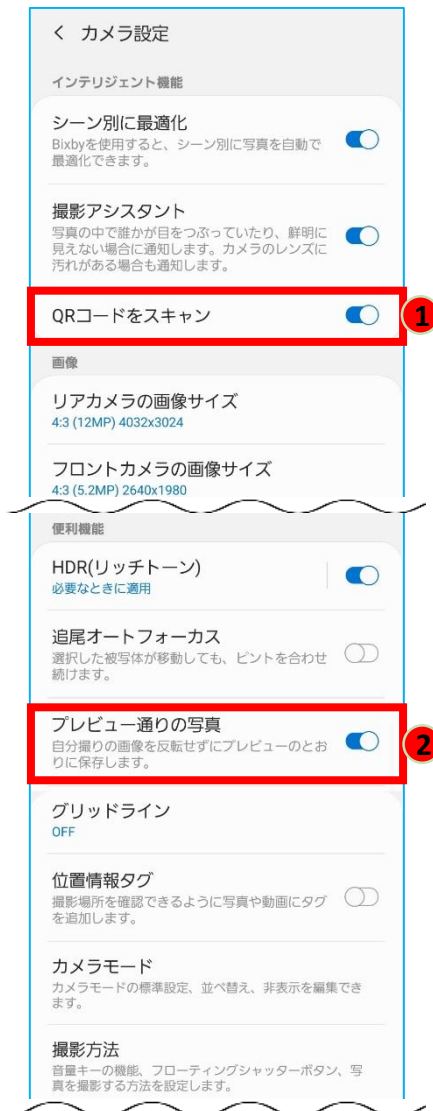 < カメラ設定
インテリジェント機能
シーン別に最適化
Bixbyを使用すると、シーン別に写真を自動で
最適化できます。
撮影アシスタント
写真の中で誰かが目をつぶっていたり、鮮明に
見えない場合に通知します。カメラのレンズに
汚れがある場合も通知します。
QRコードをスキャン
1
画像
リアカメラの画像サイズ
4:3 (12MP) 4032x3024
フロントカメラの画像サイズ
4:3 (5.2MP) 2640x1980
便利機能
HDR(リッチトーン)
必要なときに適用
追尾オートフォーカス
選択した被写体が移動しても、ピントを合わせ
続けます。
プレビュー通りの写真
自分撮りの画像を反転せずにプレビューのとお
りに保存します。
2
グリッドライン
OFF
位置情報タグ
撮影場所を確認できるように写真や動画にタグ
を追加します。
カメラモード
カメラモードの標準設定、並べ替え、非表示を編集でき
ます。
撮影方法
音量キーの機能、フローティングシャッターボタン、写
真を撮影する方法を設定します。